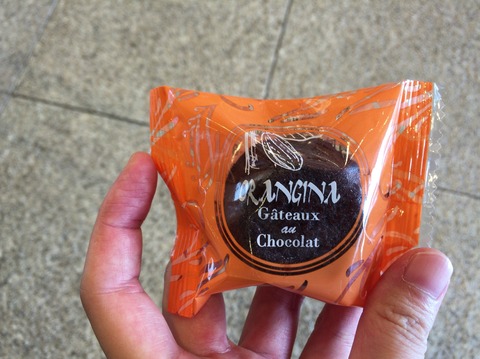 ORANGINA
Gâteaux
au
Chocolat